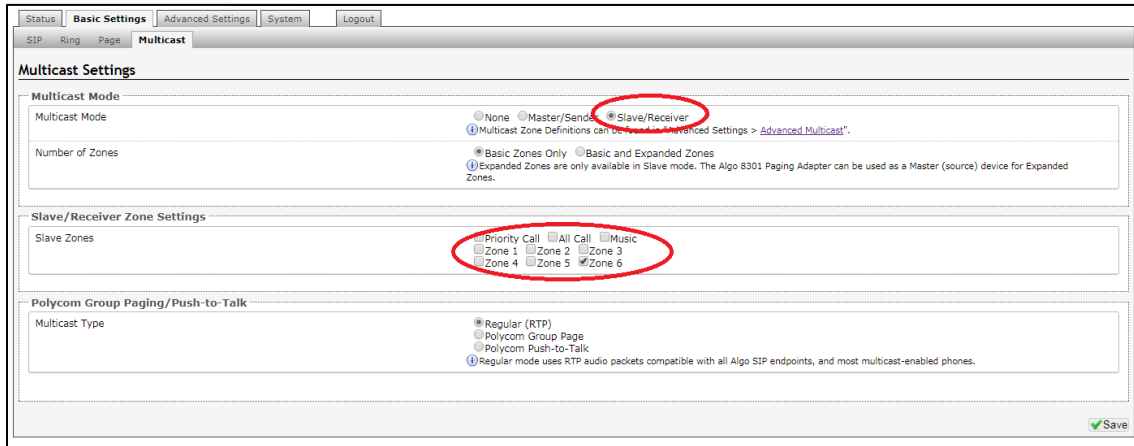 Status Basic Settings Advanced Settings System Logout
SIP Ring Page Multicast
Multicast Settings
Multicast Mode
Multicast Mode
None Master/Sender Slave/Receiver
Multicast Zone Definitions can be found in "Advanced Settings > Advanced Multicast".
Number of Zones
Basic Zones Only Basic and Expanded Zones
Expanded Zones are only available in Slave mode. The Algo 8301 Paging Adapter can be used as a Master (source) device for Expanded
Zones.
Slave/Receiver Zone Settings
Slave Zones
Priority Call All Call Music
Zone 1 Zone 2 Zone 3
Zone 4 Zone 5 Zone 6
Polycom Group Paging/Push-to-Talk
Multicast Type
Regular (RTP)
Polycom Group Page
Polycom Push-to-Talk
Regular mode uses RTP audio packets compatible with all Algo SIP endpoints, and most multicast-enabled phones.
Save